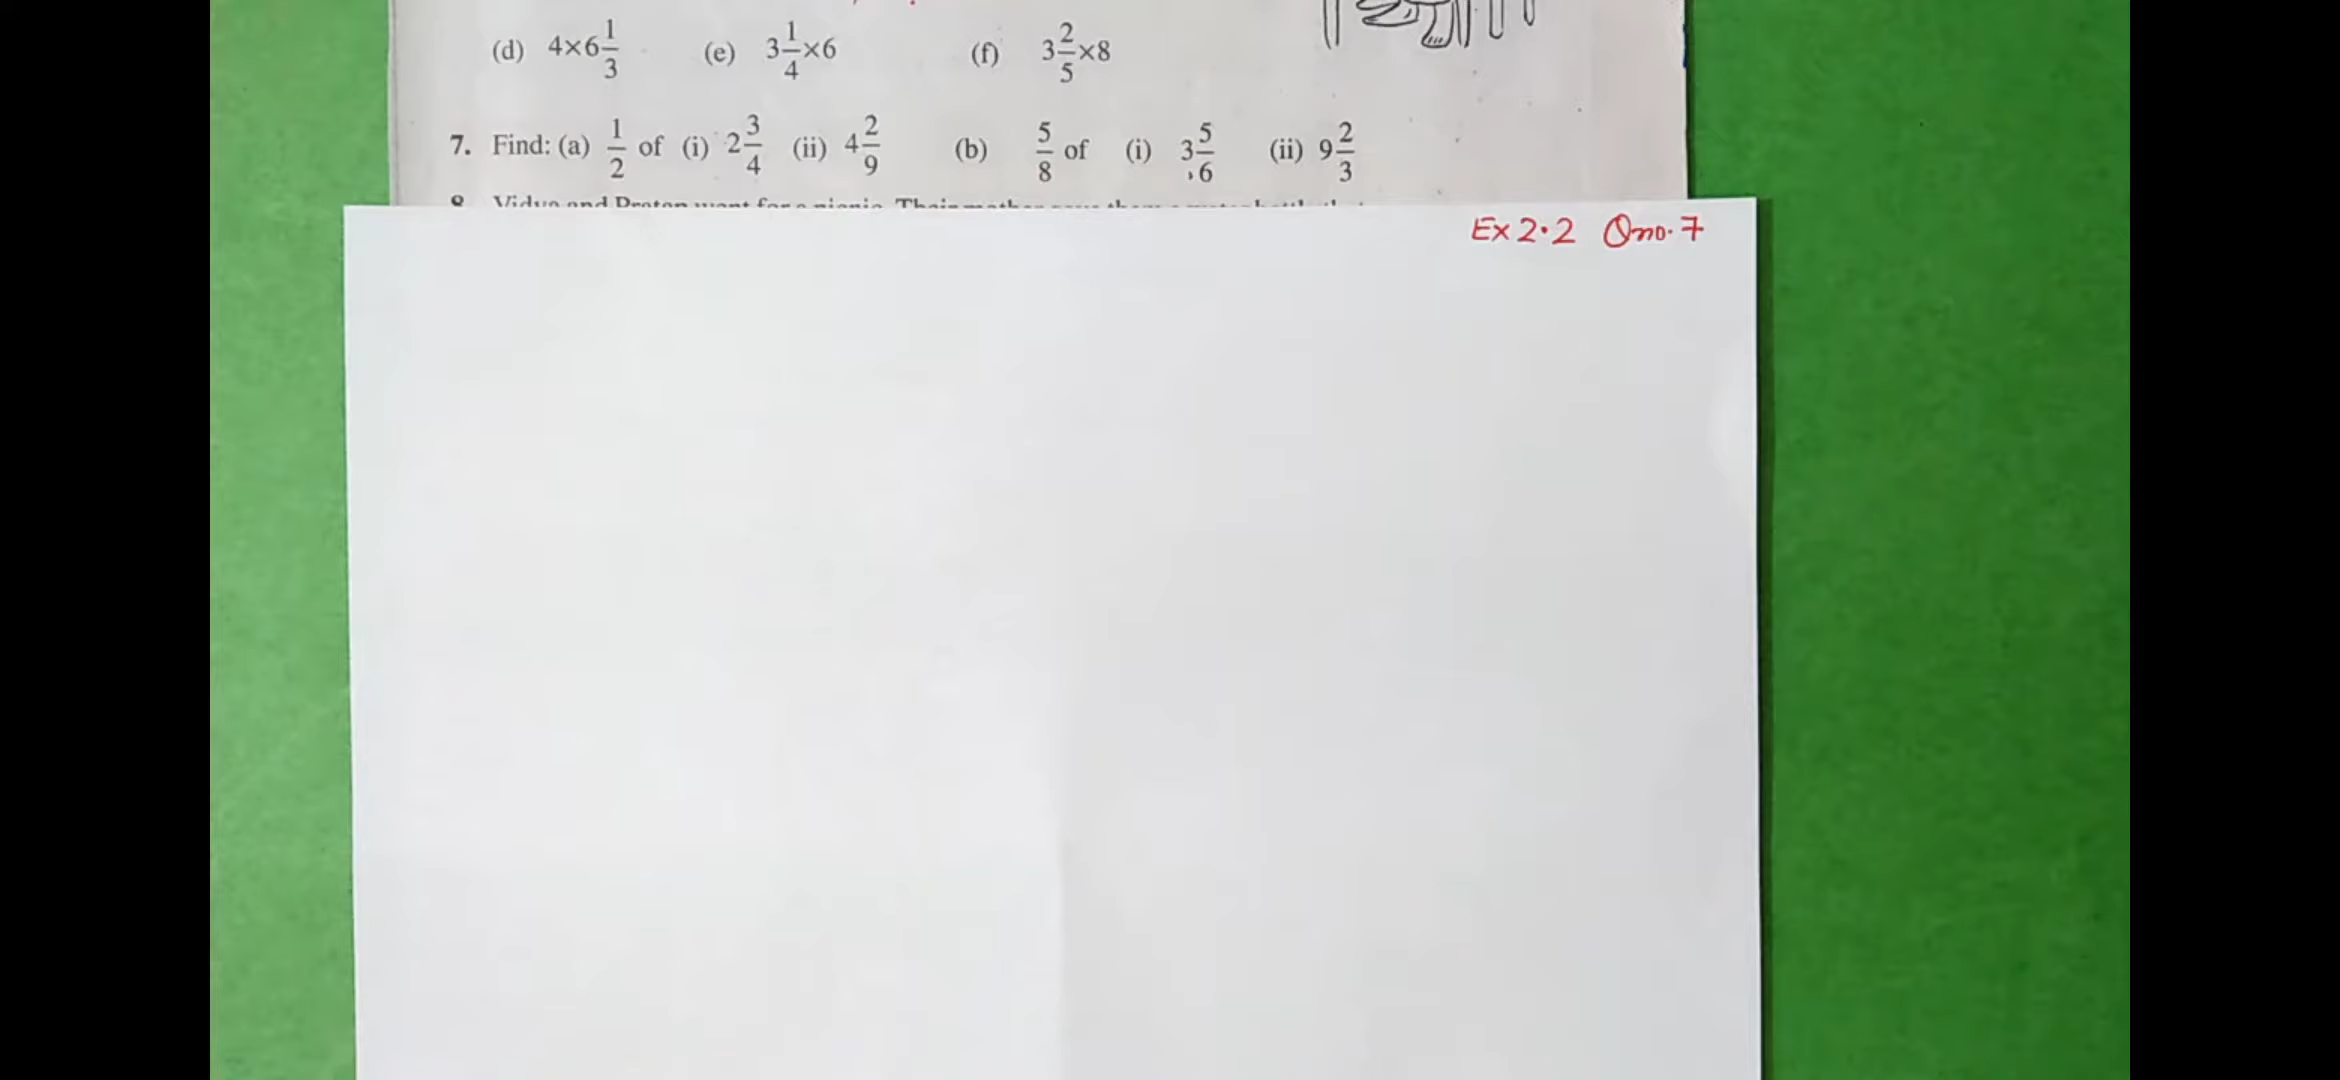 (d) 4×6 1/3 (e) 3 1/4 ×6 (f) 3 2/5 ×8
7. Find: (a) 1/2 of (i) 2 3/4 (ii) 4 2/9 (b) 5/8 of (i) 3 5/6 (ii) 9 2/3
Ex 2.2 Qno. 7